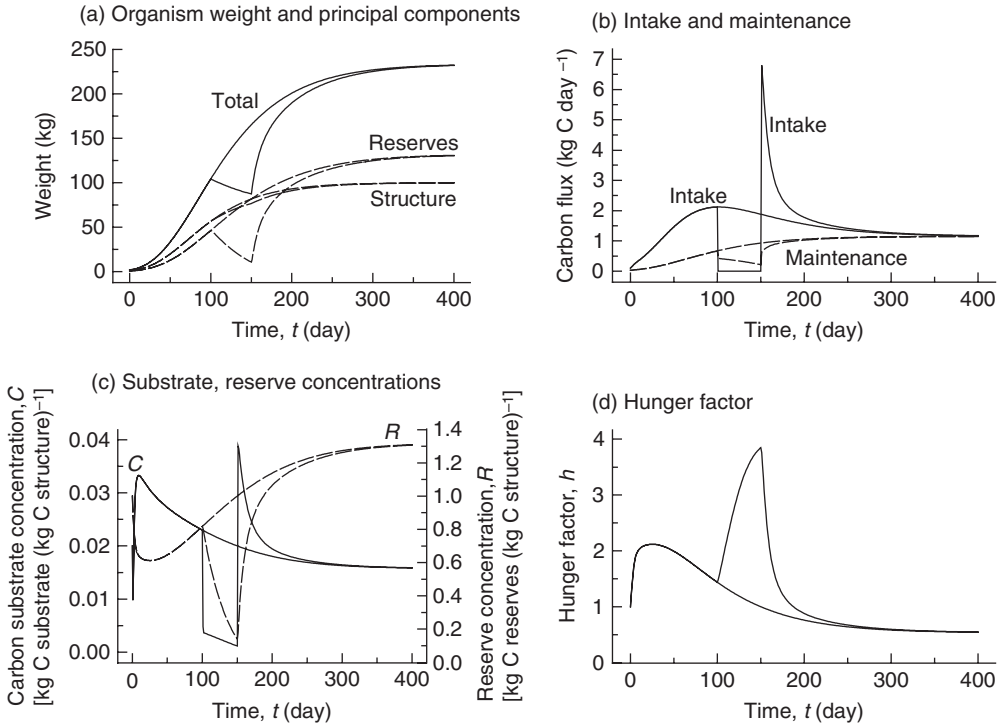 (a) Organism weight and principal components
250
200
150
100
50
0
Weight (kg)
Total
Reserves
Structure
0 100 200 300 400
Time, t (day)
(b) Intake and maintenance
7
6
5
4
3
2
1
0
Carbon flux (kg C day⁻¹)
Intake
Intake
Maintenance
0 100 200 300 400
Time, t (day)
(c) Substrate, reserve concentrations
Carbon substrate concentration,C
[kg C substrate (kg C structure)⁻¹]
0.04
0.03
0.02
0.01
0.00
C
R
1.4
1.2
1.0
0.8
0.6
0.4
0.2
0.0
Reserve concentration,R
[kg C reserves (kg C structure)⁻¹]
0 100 200 300 400
Time, t (day)
(d) Hunger factor
4
3
2
1
0
Hunger factor, h
0 100 200 300 400
Time, t (day)